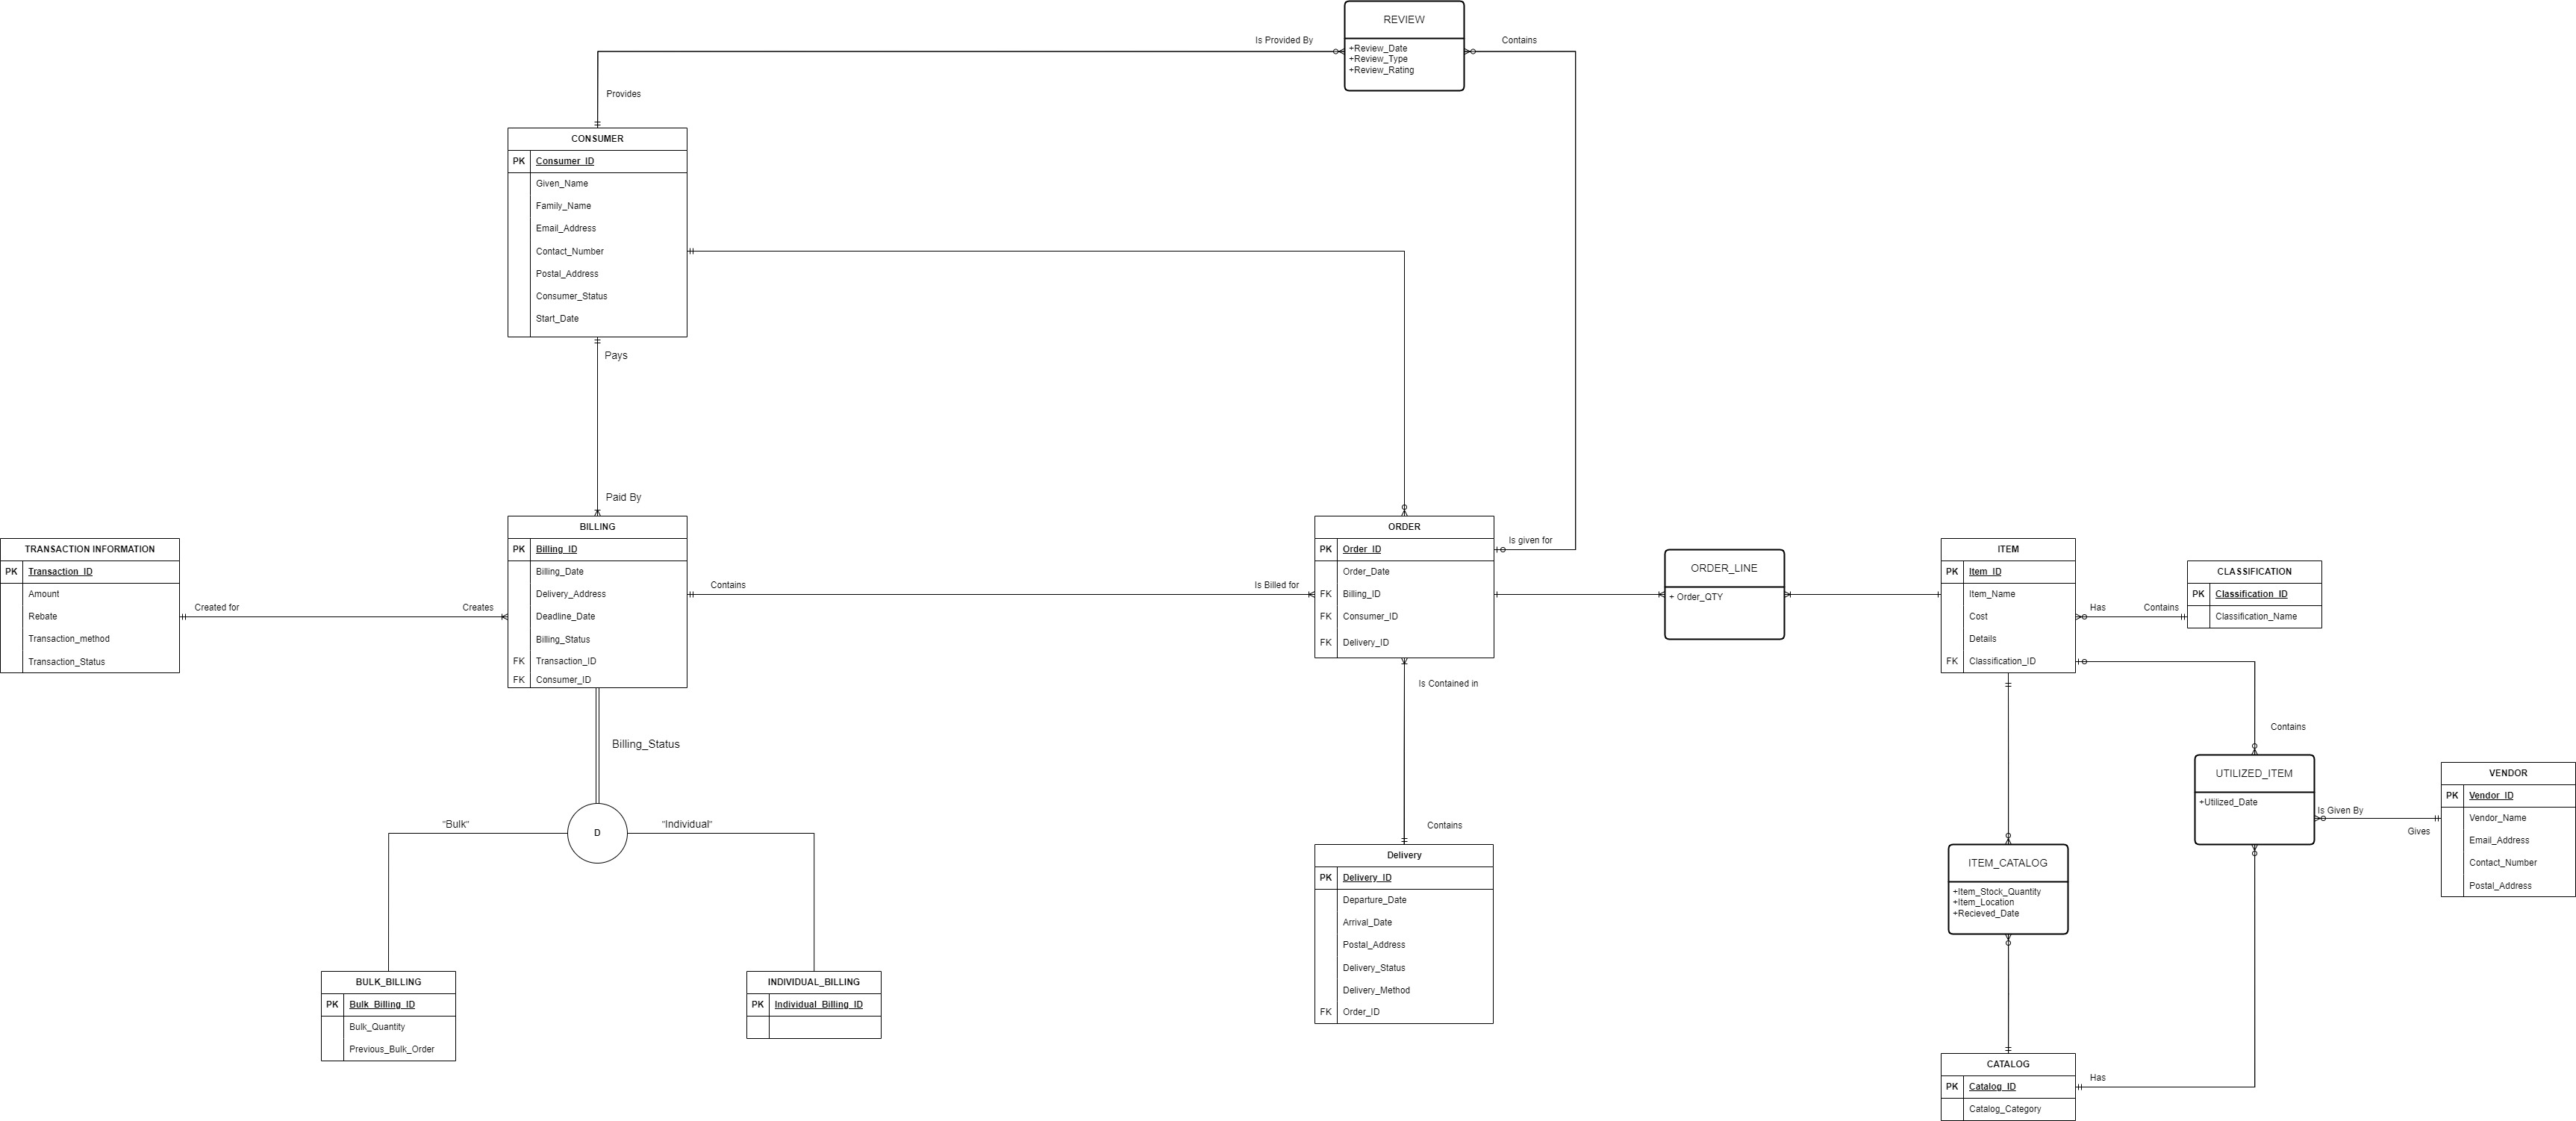 REVIEW
+Review_Date
+Review_Type
+Review_Rating
Is Provided By
Contains
Provides
CONSUMER
PK Consumer_ID
Given_Name
Family_Name
Email_Address
Contact_Number
Postal_Address
Consumer_Status
Start_Date
Pays
Paid By
TRANSACTION INFORMATION
PK Transaction_ID
Amount
Rebate
Transaction_method
Transaction_Status
Created for
Creates
BILLING
PK Billing_ID
Billing_Date
Delivery_Address
Deadline_Date
Billing_Status
FK Transaction_ID
FK Consumer_ID
Contains
Is Billed for
ORDER
PK Order_ID
Order_Date
FK Billing_ID
FK Consumer_ID
FK Delivery_ID
Is given for
ORDER_LINE
+ Order_QTY
ITEM
PK Item_ID
Item_Name
Cost
Details
FK Classification_ID
Has
Contains
CLASSIFICATION
PK Classification_ID
Classification_Name
Is Contained in
Contains
Billing_Status
"Bulk"
D
"Individual"
BULK_BILLING
PK Bulk_Billing_ID
Bulk_Quantity
Previous_Bulk_Order
INDIVIDUAL_BILLING
PK Individual_Billing_ID
Delivery
PK Delivery_ID
Departure_Date
Arrival_Date
Postal_Address
Delivery_Status
Delivery_Method
FK Order_ID
Contains
UTILIZED_ITEM
+Utilized_Date
Is Given By
Gives
VENDOR
PK Vendor_ID
Vendor_Name
Email_Address
Contact_Number
Postal_Address
ITEM_CATALOG
+Item_Stock_Quantity
+Item_Location
+Recieved_Date
CATALOG
PK Catalog_ID
Catalog_Category
Has